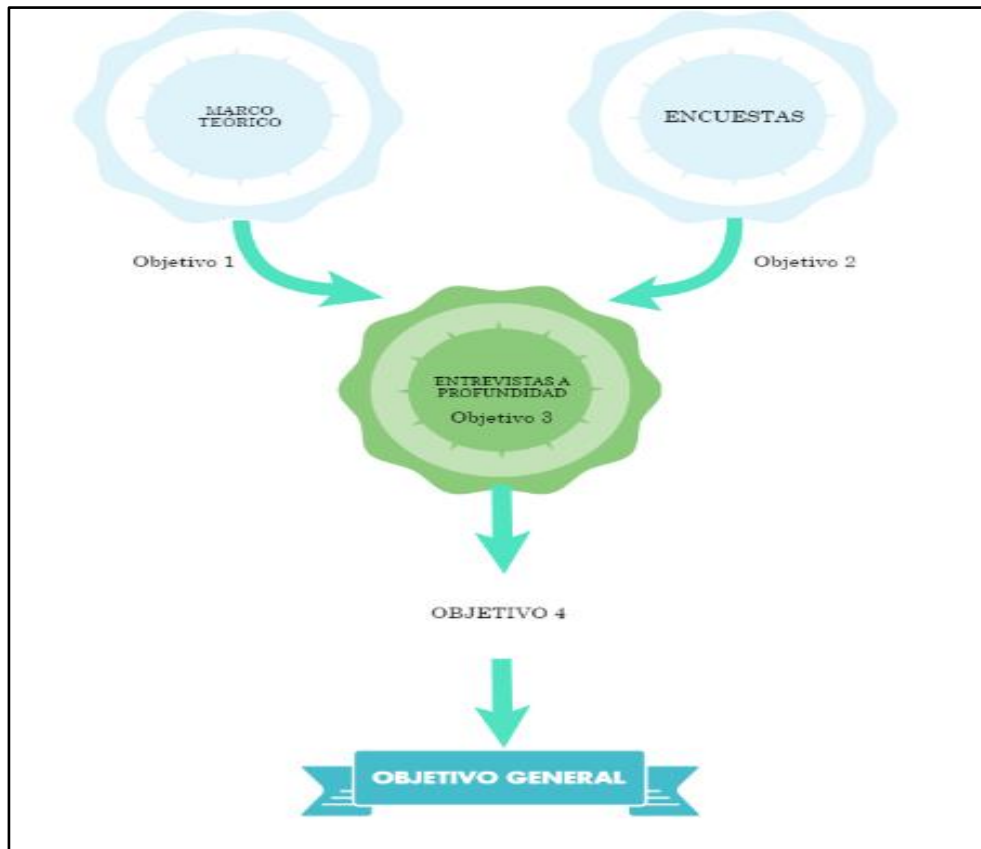 MARCO
TEÓRICO
ENCUESTAS
Objetivo 1
Objetivo 2
ENTREVISTAS A
PROFUNDIDAD
Objetivo 3
OBJETIVO 4
OBJETIVO GENERAL